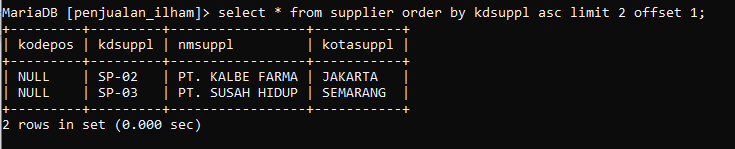 MariaDB [penjualan_ilham]> select * from supplier order by kdsuppl asc limit 2 offset 1;
+---------+---------+-----------------+-----------+
| kodepos | kdsuppl | nmsuppl         | kotasuppl |
+---------+---------+-----------------+-----------+
| NULL    | SP-02   | PT. KALBE FARMA | JAKARTA   |
| NULL    | SP-03   | PT. SUSAH HIDUP | SEMARANG  |
+---------+---------+-----------------+-----------+
2 rows in set (0.000 sec)